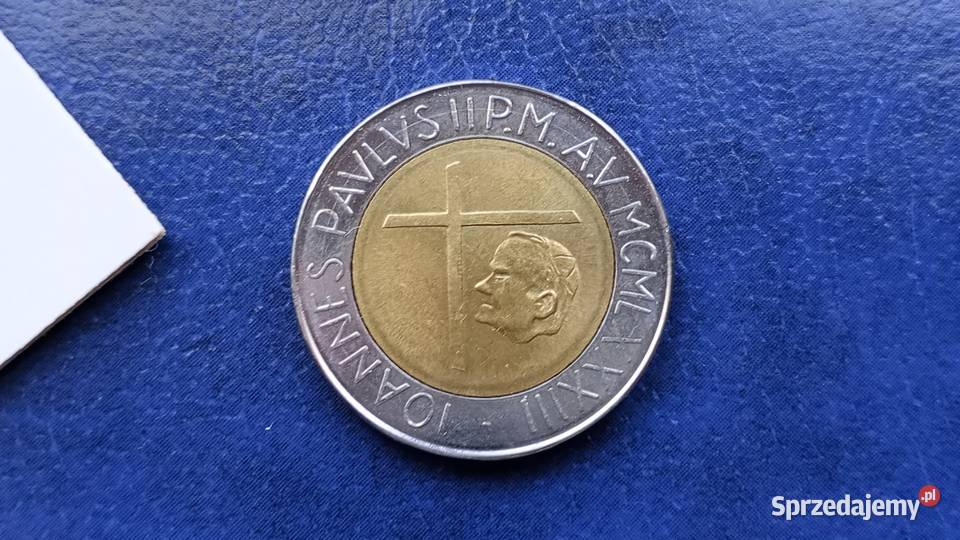 IOANNES PAVLVS II P.M. A.V MCMLXXXIII -
Sprzedajemy.pl